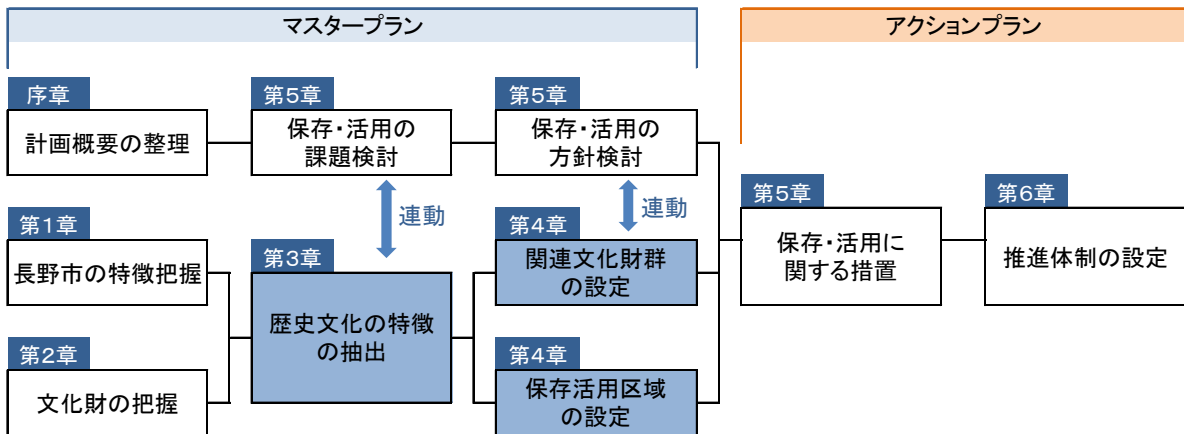 マスタープラン
アクションプラン
序章
計画概要の整理
第5章
保存・活用の
課題検討
第5章
保存・活用の
方針検討
連動
連動
第1章
長野市の特徴把握
第2章
文化財の把握
第3章
歴史文化の特徴
の抽出
第4章
関連文化財群
の設定
第4章
保存活用区域
の設定
第5章
保存・活用に
関する措置
第6章
推進体制の設定